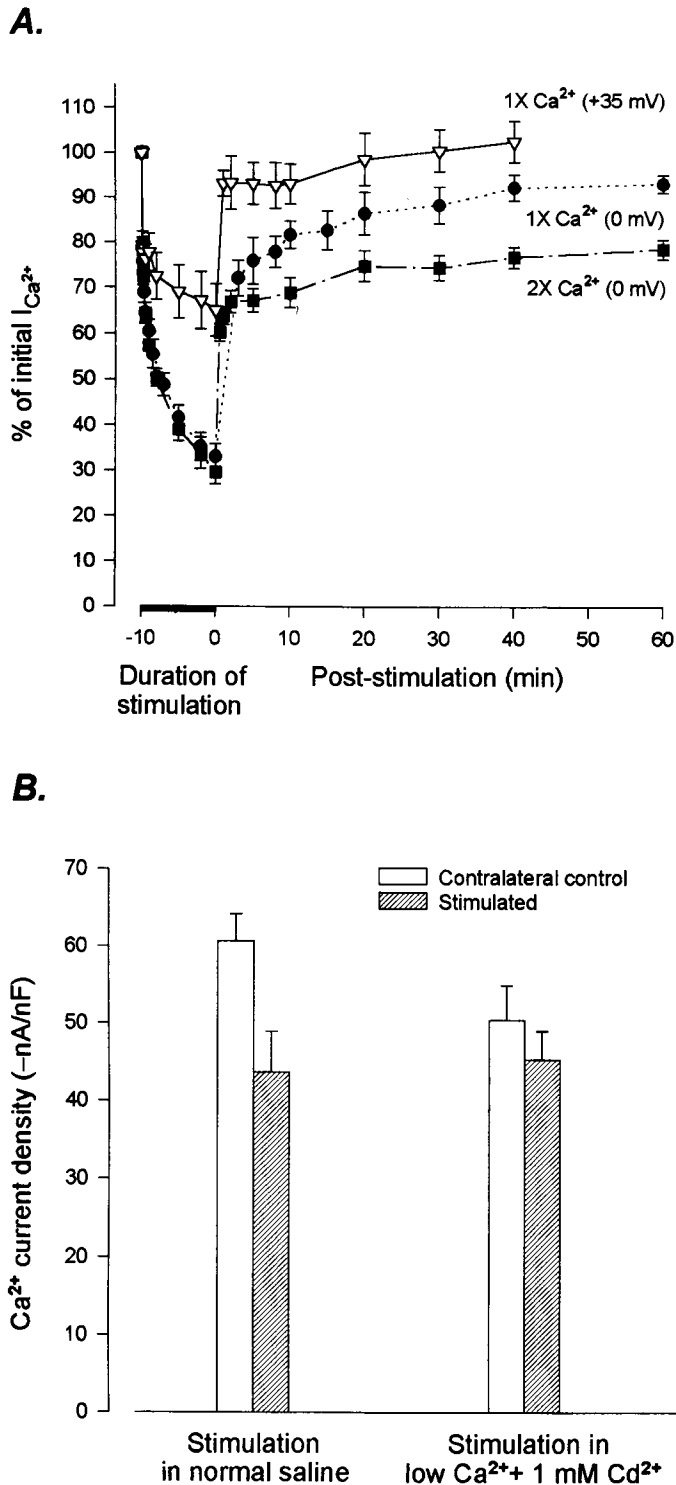 A.
110
100
90
80
70
60
50
40
30
20
10
0
% of initial I_Ca²⁺
1X Ca²⁺ (+35 mV)
1X Ca²⁺ (0 mV)
2X Ca²⁺ (0 mV)
-10 0 10 20 30 40 50 60
Duration of
stimulation
Post-stimulation (min)
B.
70
60
50
40
30
20
10
0
Ca²⁺ current density (−nA/nF)
Contralateral control
Stimulated
Stimulation
in normal saline
Stimulation in
low Ca²⁺+ 1 mM Cd²⁺